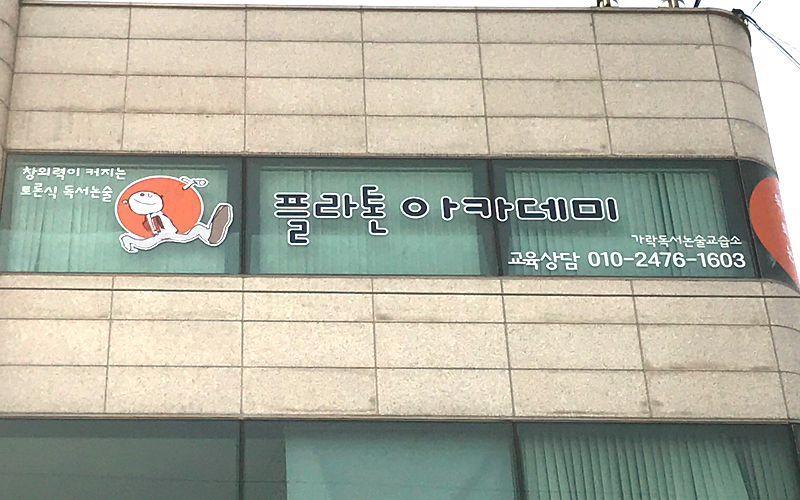 창의력이 커지는
토론식 독서논술
플라톤 아카데미
가락독서논술교습소
교육상담 010-2476-1603